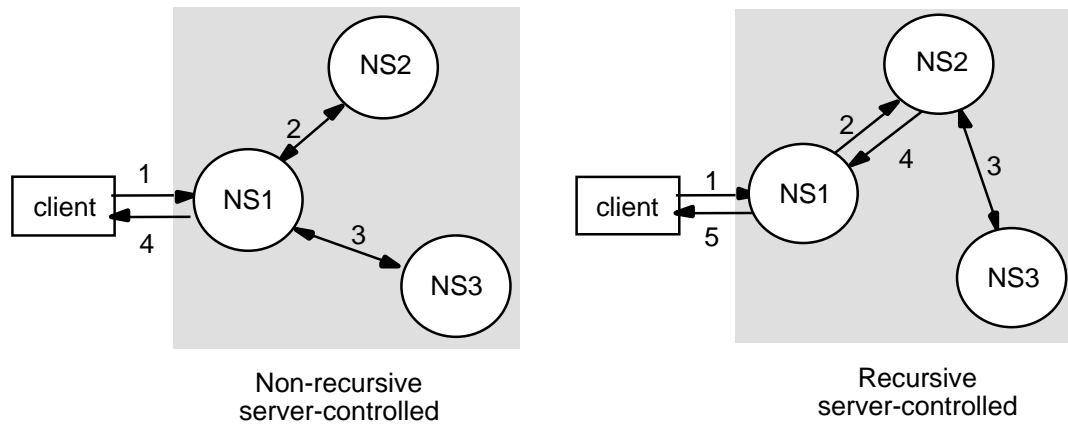 NS2
2
1
client
NS1
4
3
NS3
Non-recursive
server-controlled
NS2
2
4
1
client
NS1
3
5
NS3
Recursive
server-controlled